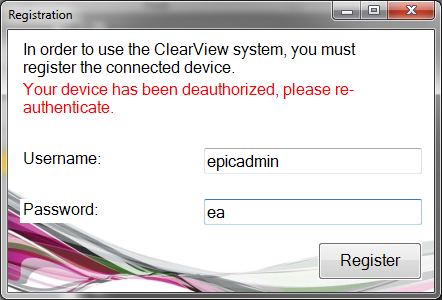 Registration
In order to use the ClearView system, you must
register the connected device.
Your device has been deauthorized, please re-
authenticate.
Username:
epicadmin
Password:
ea
Register